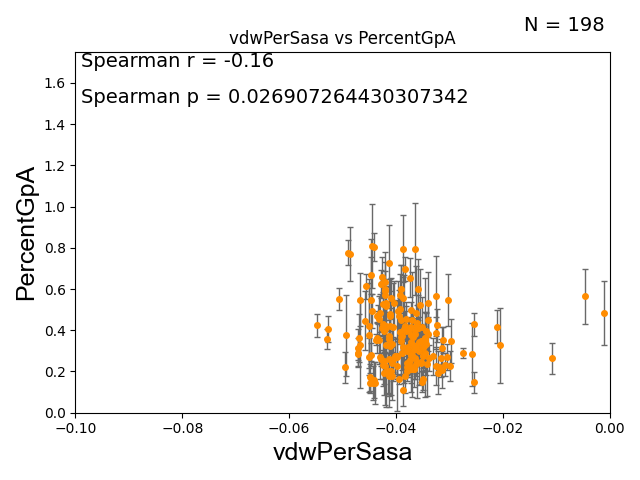 N = 198
vdwPerSasa vs PercentGpA
Spearman r = -0.16
Spearman p = 0.026907264430307342
PercentGpA
1.6
1.4
1.2
1.0
0.8
0.6
0.4
0.2
0.0
−0.10 −0.08 −0.06 −0.04 −0.02 0.00
vdwPerSasa